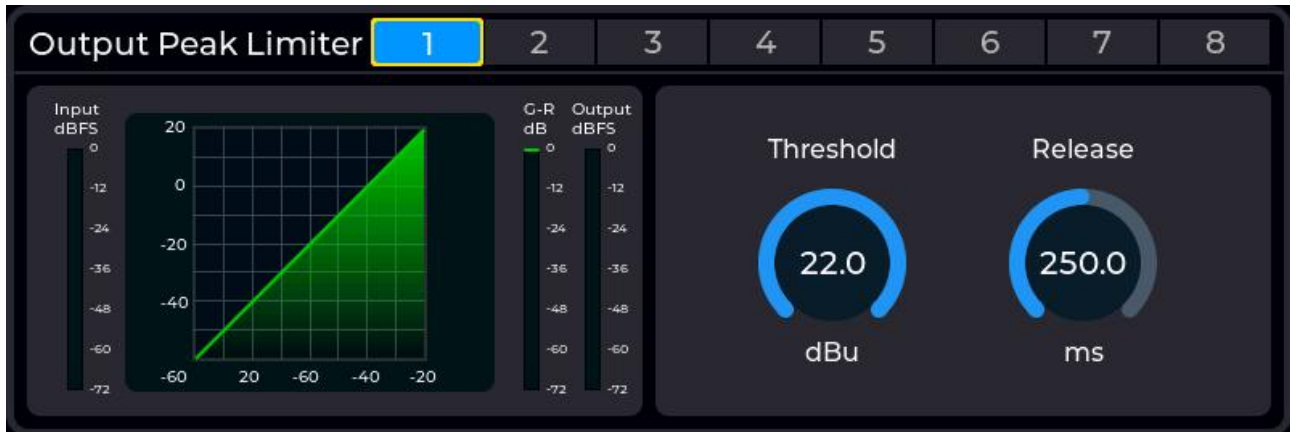 Output Peak Limiter 1 2 3 4 5 6 7 8
Input
dBFS
0
-12
-24
-36
-48
-60
-72
20
0
-20
-40
-60 20 -60 -40 -20
G-R
dB
0
-12
-24
-36
-48
-60
-72
Output
dBFS
0
-12
-24
-36
-48
-60
-72
Threshold
22.0
dBu
Release
250.0
ms